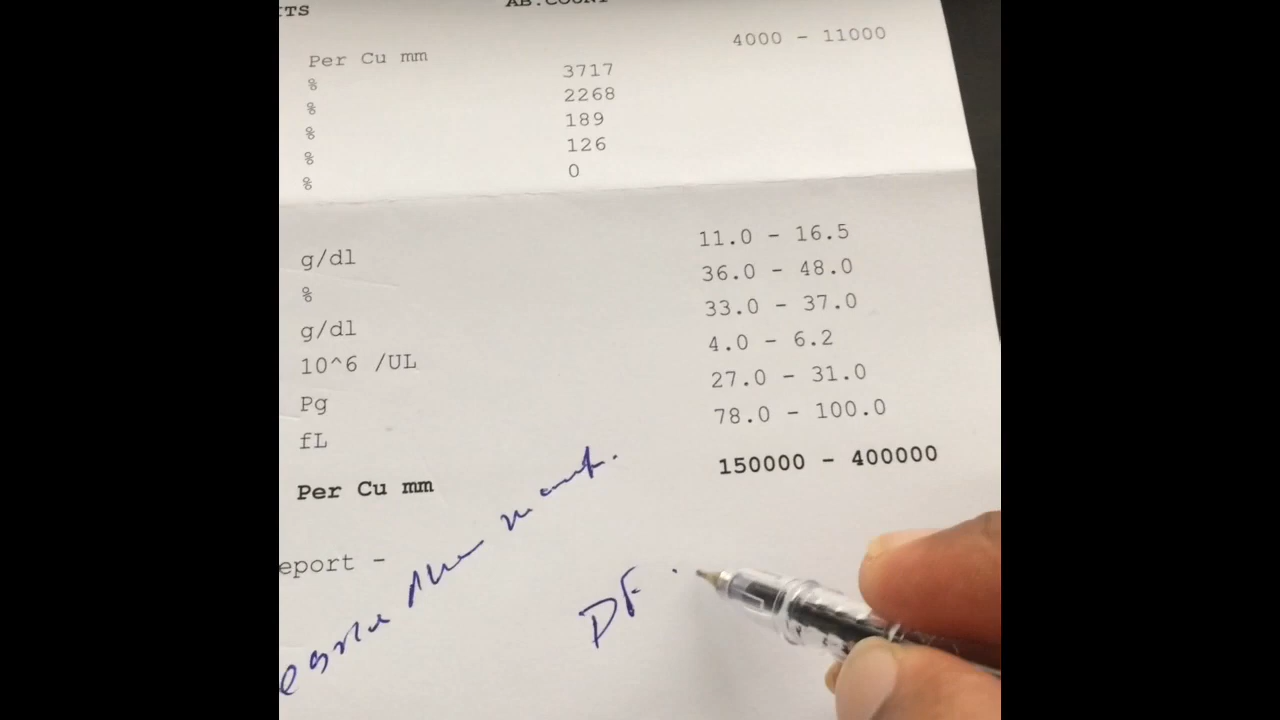 ITS AB.COUNT
Per Cu mm 4000 - 11000
% 3717
% 2268
% 189
% 126
% 0
g/dl 11.0 - 16.5
% 36.0 - 48.0
g/dl 33.0 - 37.0
10^6 /UL 4.0 - 6.2
Pg 27.0 - 31.0
fL 78.0 - 100.0
Per Cu mm 150000 - 400000
eport -
DF.